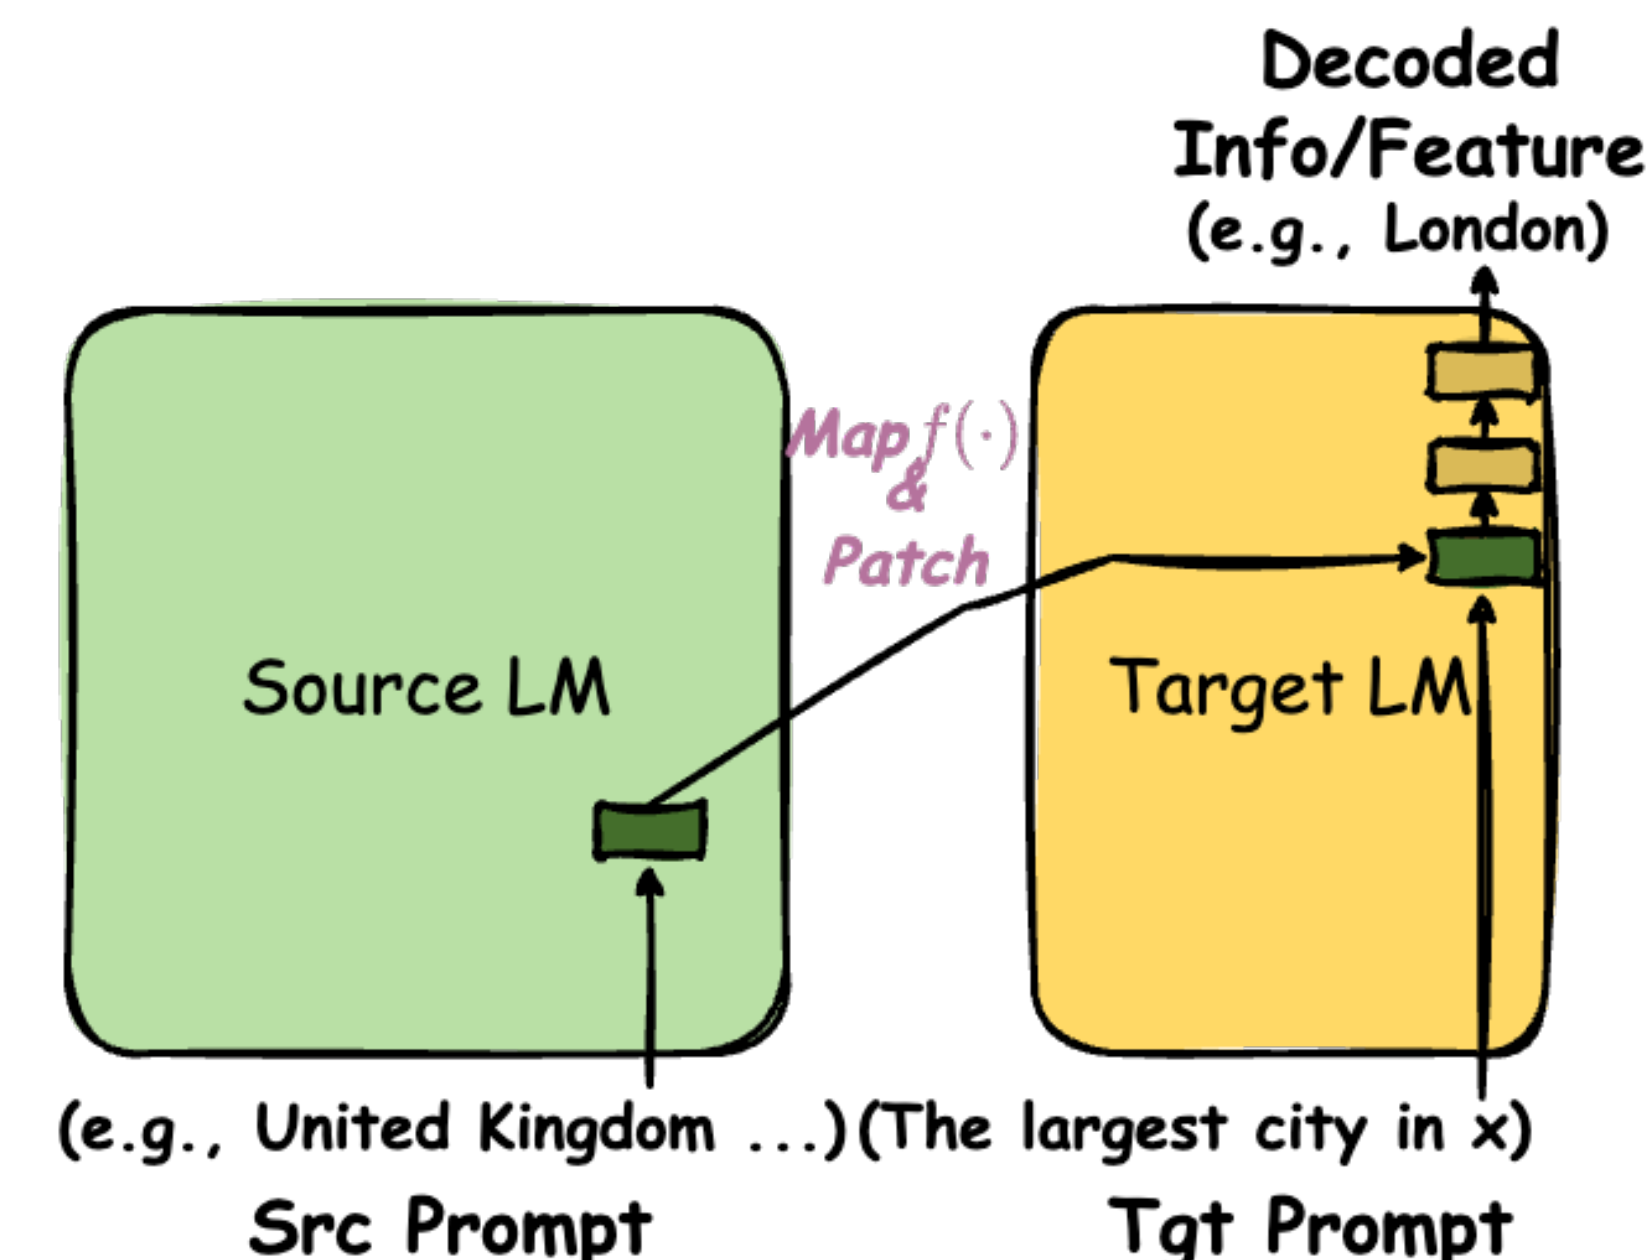 Decoded
Info/Feature
(e.g., London)
Map f(·)
&
Patch
Source LM
Target LM
(e.g., United Kingdom ...)
(The largest city in x)
Src Prompt
Tgt Prompt